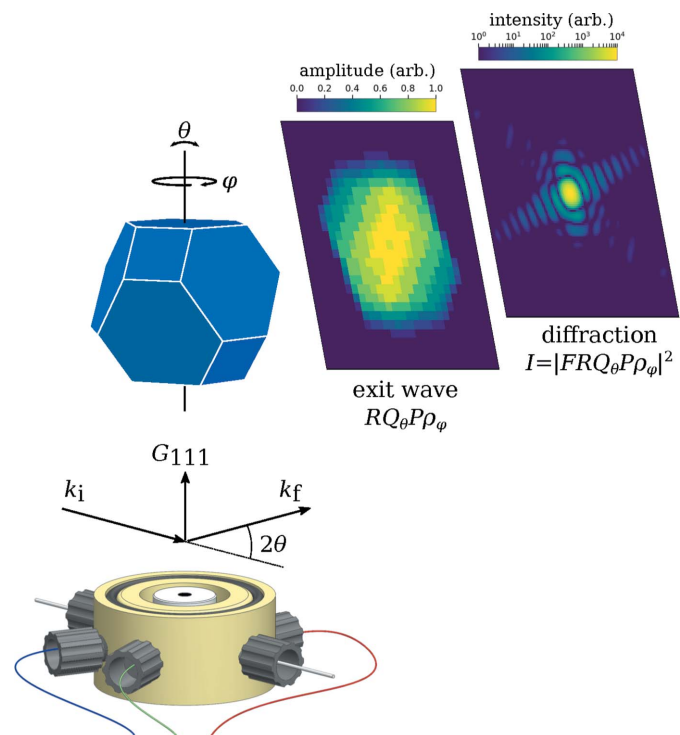 intensity (arb.)
10⁰ 10¹ 10² 10³ 10⁴
amplitude (arb.)
0.0 0.2 0.4 0.6 0.8 1.0
θ
φ
diffraction
I=|FRQ_θPρ_φ|²
exit wave
RQ_θPρ_φ
G₁₁₁
k_i
k_f
2θ